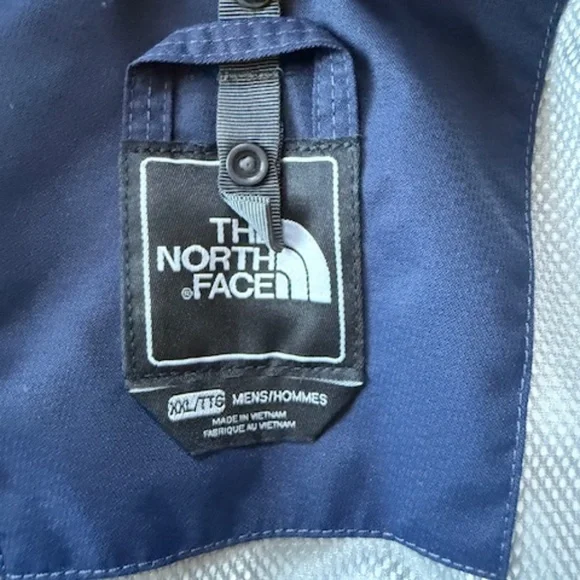 THE
NORTH
®FACE
XXL/TTG MENS/HOMMES
MADE IN VIETNAM
FABRIQUE AU VIETNAM